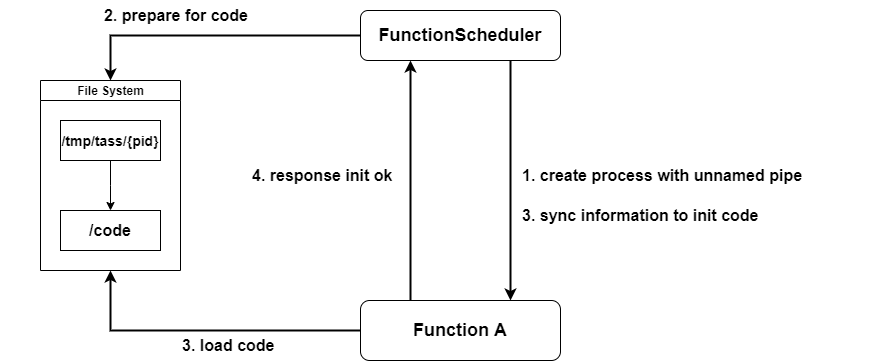 2. prepare for code
FunctionScheduler
File System
/tmp/tass/{pid}
/code
4. response init ok
1. create process with unnamed pipe
3. sync information to init code
3. load code
Function A